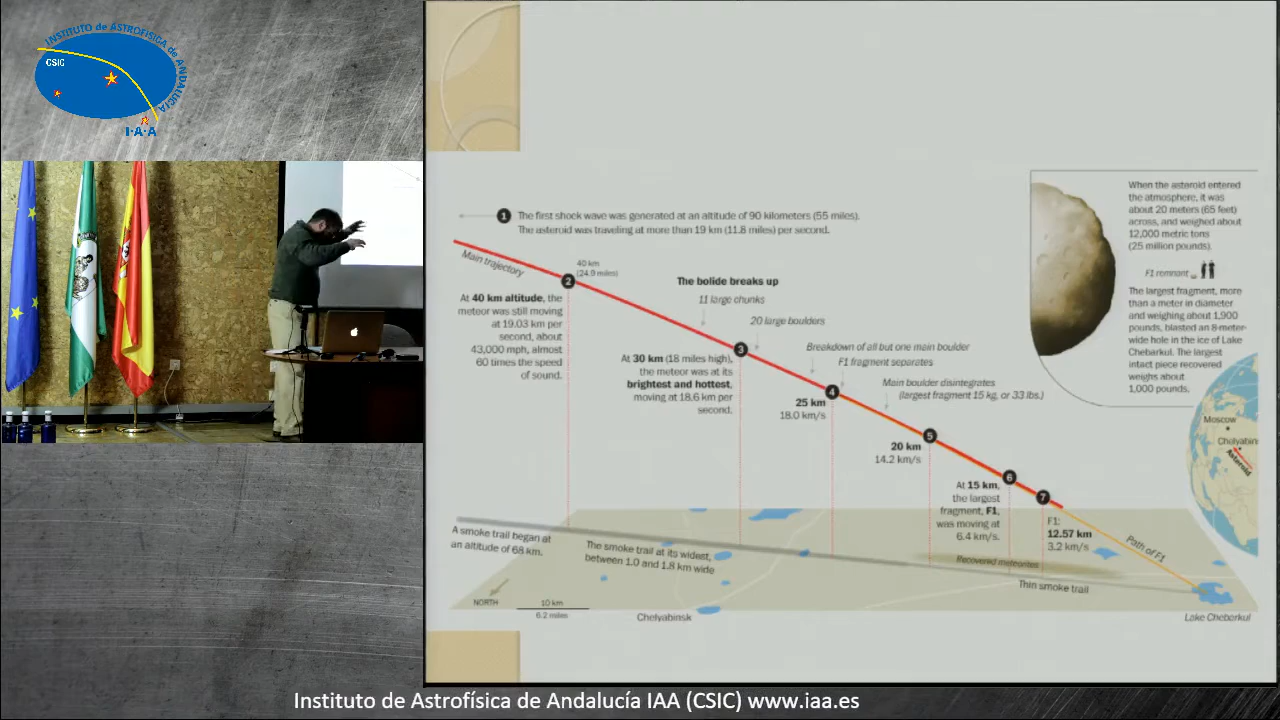 INSTITUTO de ASTROFÍSICA de ANDALUCÍA
CSIC
I·A·A
1 The first shock wave was generated at an altitude of 90 kilometers (55 miles).
The asteroid was traveling at more than 19 km (11.8 miles) per second.
Main trajectory
2
40 km
(24.9 miles)
At 40 km altitude, the
meteor was still moving
at 19.03 km per
second, about
43,000 mph, almost
60 times the speed
of sound.
The bolide breaks up
11 large chunks
20 large boulders
3
At 30 km (18 miles high),
the meteor was at its
brightest and hottest,
moving at 18.6 km per
second.
Breakdown of all but one main boulder
F1 fragment separates
4
25 km
18.0 km/s
Main boulder disintegrates
(largest fragment 15 kg, or 33 lbs.)
5
20 km
14.2 km/s
6
At 15 km,
the largest
fragment, F1,
was moving at
6.4 km/s.
7
F1:
12.57 km
3.2 km/s
Path of F1
When the asteroid entered
the atmosphere, it was
about 20 meters (65 feet)
across, and weighed about
12,000 metric tons
(25 million pounds).
F1 remnant
The largest fragment, more
than a meter in diameter
and weighing about 1,900
pounds, blasted an 8-meter-
wide hole in the ice of Lake
Chebarkul. The largest
intact piece recovered
weighs about
1,000 pounds.
Moscow
Chelyabin
Asteroid
A smoke trail began at
an altitude of 68 km.
The smoke trail at its widest,
between 1.0 and 1.8 km wide
Recovered meteorites
Thin smoke trail
NORTH
10 km
6.2 miles
Chelyabinsk
Lake Chebarkul
Instituto de Astrofísica de Andalucía IAA (CSIC) www.iaa.es